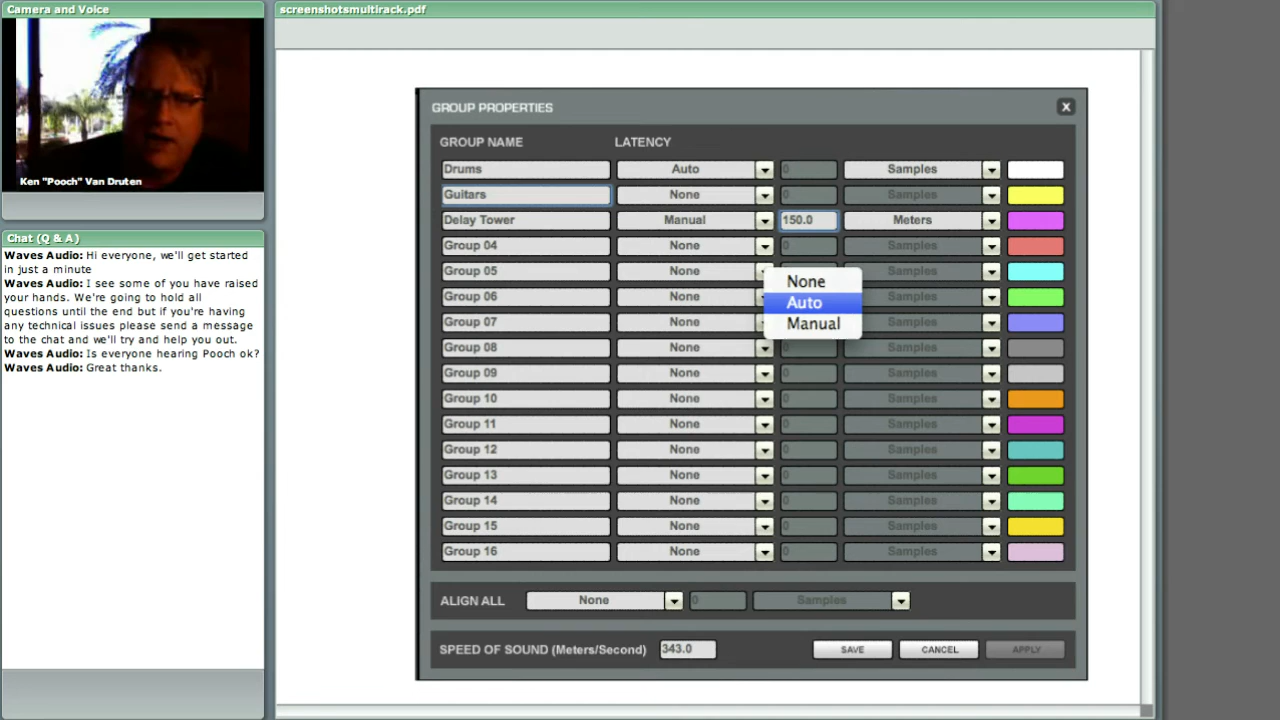 Camera and Voice
Ken "Pooch" Van Druten
Chat (Q & A)
Waves Audio: Hi everyone, we'll get started
in just a minute
Waves Audio: I see some of you have raised
your hands. We're going to hold all
questions until the end but if you're having
any technical issues please send a message
to the chat and we'll try and help you out.
Waves Audio: Is everyone hearing Pooch ok?
Waves Audio: Great thanks.
screenshotsmultirack.pdf
GROUP PROPERTIES X
GROUP NAME LATENCY
Drums Auto 0 Samples
Guitars None 0 Samples
Delay Tower Manual 150.0 Meters
Group 04 None 0 Samples
Group 05 None Samples
None
Auto
Manual
Group 06 None Samples
Group 07 None Samples
Group 08 None 0 Samples
Group 09 None 0 Samples
Group 10 None 0 Samples
Group 11 None 0 Samples
Group 12 None 0 Samples
Group 13 None 0 Samples
Group 14 None 0 Samples
Group 15 None 0 Samples
Group 16 None 0 Samples
ALIGN ALL None 0 Samples
SPEED OF SOUND (Meters/Second) 343.0 SAVE CANCEL APPLY